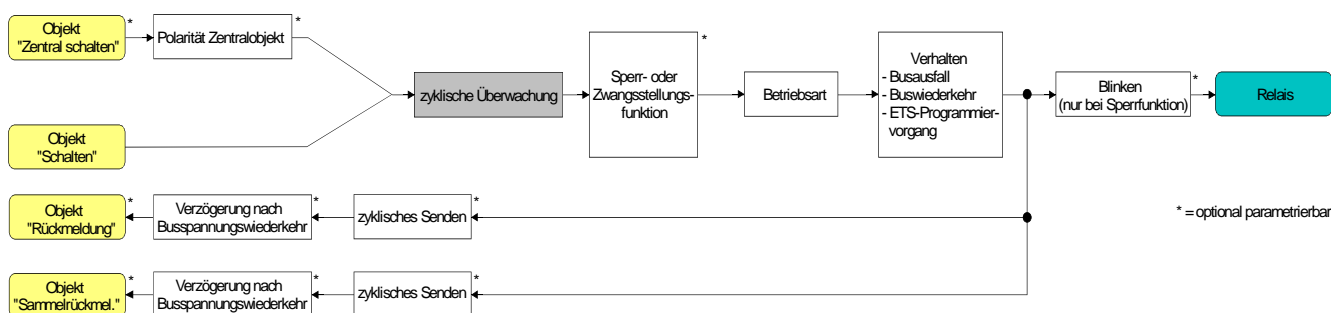 Objekt
"Zentral schalten"
*
Polarität Zentralobjekt
*
zyklische Überwachung
Sperr- oder
Zwangsstellungs-
funktion
*
Betriebsart
Verhalten
- Busausfall
- Buswiederkehr
- ETS-Programmier-
vorgang
Blinken
(nur bei Sperrfunktion)
*
Relais
Objekt
"Schalten"
Objekt
"Rückmeldung"
*
Verzögerung nach
Busspannungswiederkehr
*
zyklisches Senden
*
* = optional parametrierbar
Objekt
"Sammelrückmel."
*
Verzögerung nach
Busspannungswiederkehr
*
zyklisches Senden
*